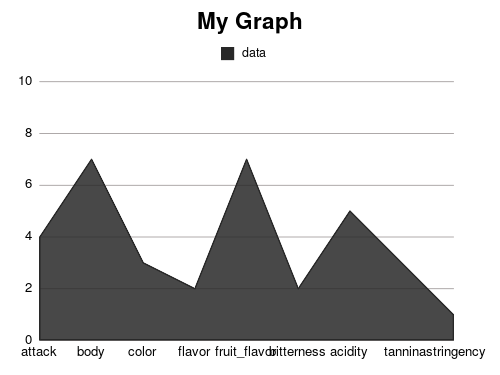 My Graph
data
10
8
6
4
2
0
attack body color flavor fruit_flavor bitterness acidity tannin astringency